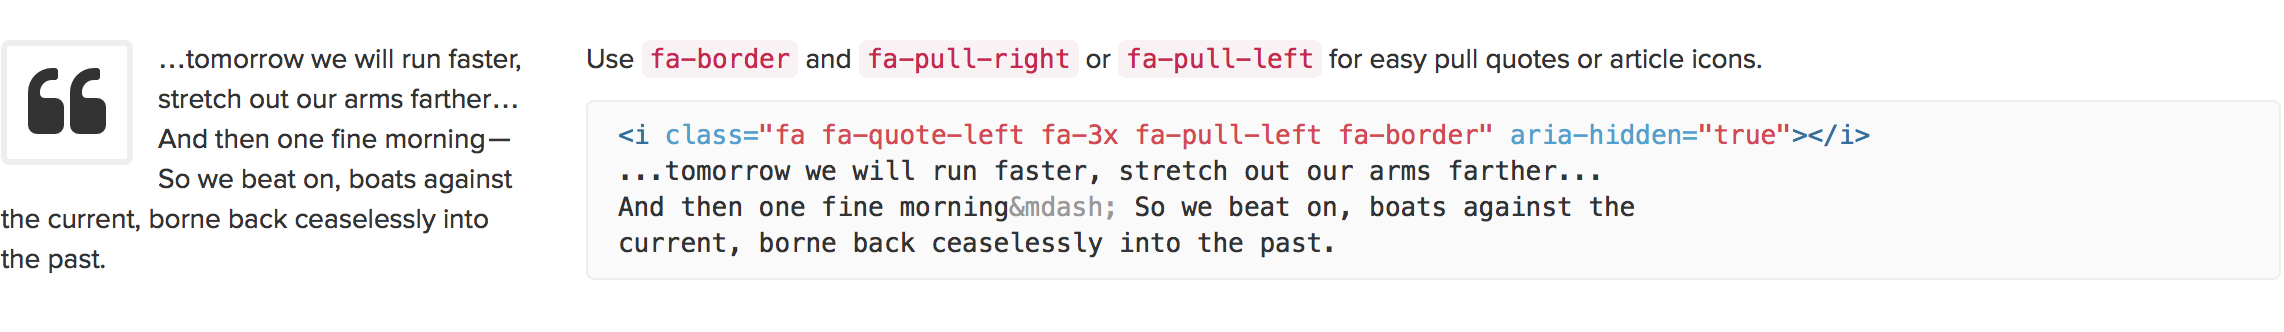 …tomorrow we will run faster,
stretch out our arms farther…
And then one fine morning—
So we beat on, boats against
the current, borne back ceaselessly into
the past.
Use fa-border and fa-pull-right or fa-pull-left for easy pull quotes or article icons.
<i class="fa fa-quote-left fa-3x fa-pull-left fa-border" aria-hidden="true"></i>
...tomorrow we will run faster, stretch out our arms farther...
And then one fine morning&mdash; So we beat on, boats against the
current, borne back ceaselessly into the past.